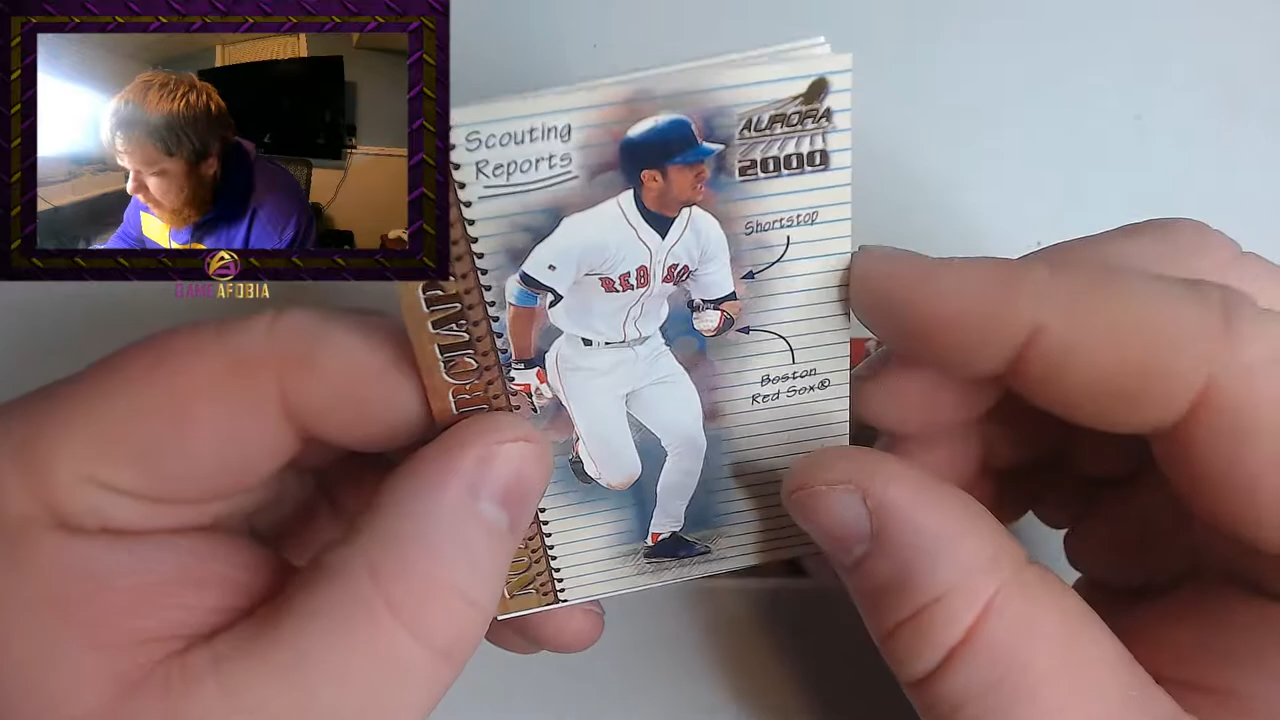 Scouting
Reports
AURORA
2000
Shortstop
RED SOX
Boston
Red Sox®
GAMEAFOBIA